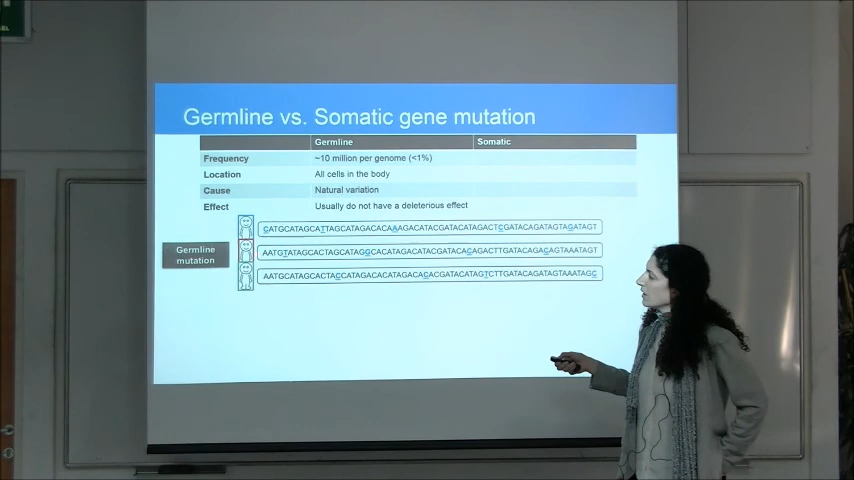 Germline vs. Somatic gene mutation
Germline Somatic
Frequency ~10 million per genome (<1%)
Location All cells in the body
Cause Natural variation
Effect Usually do not have a deleterious effect
CATGCATAGCATTAGCATAGACACAAAGACATACGATACATAGACTCGATACAGATAGTAGATAGT
Germline
mutation
AATGTATAGCACTAGCATAGGCACATAGACATACGATACACAGACTTGATACAGACAGTAAATAGT
AATGCATAGCACTACCATAGACACATAGACACACGATACATAGTCTTGATACAGATAGTAAATAGC